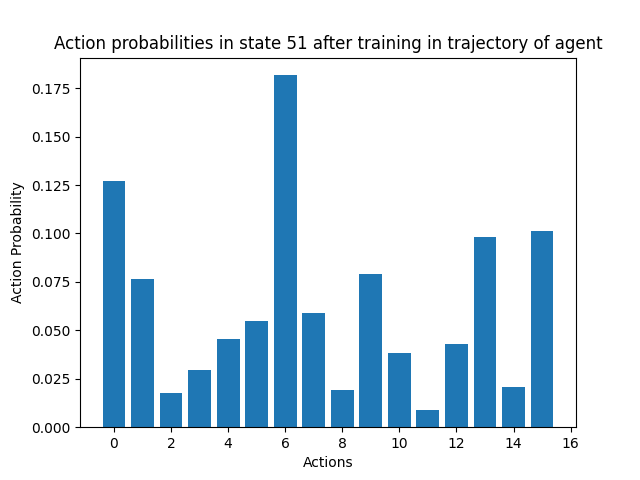 Action probabilities in state 51 after training in trajectory of agent
0.175
0.150
0.125
0.100
0.075
0.050
0.025
0.000
Action Probability
0 2 4 6 8 10 12 14 16
Actions